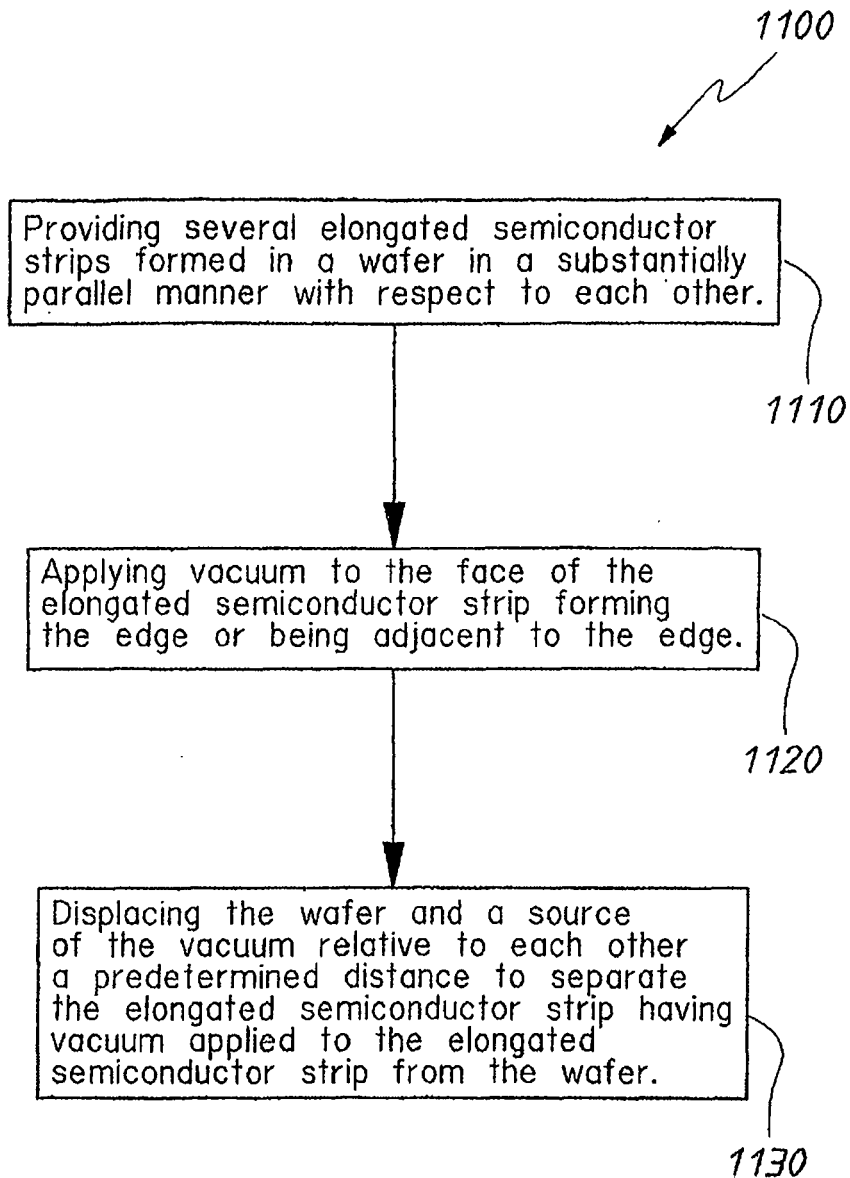 1100
Providing several elongated semiconductor
strips formed in a wafer in a substantially
parallel manner with respect to each other.
1110
Applying vacuum to the face of the
elongated semiconductor strip forming
the edge or being adjacent to the edge.
1120
Displacing the wafer and a source
of the vacuum relative to each other
a predetermined distance to separate
the elongated semiconductor strip having
vacuum applied to the elongated
semiconductor strip from the wafer.
1130